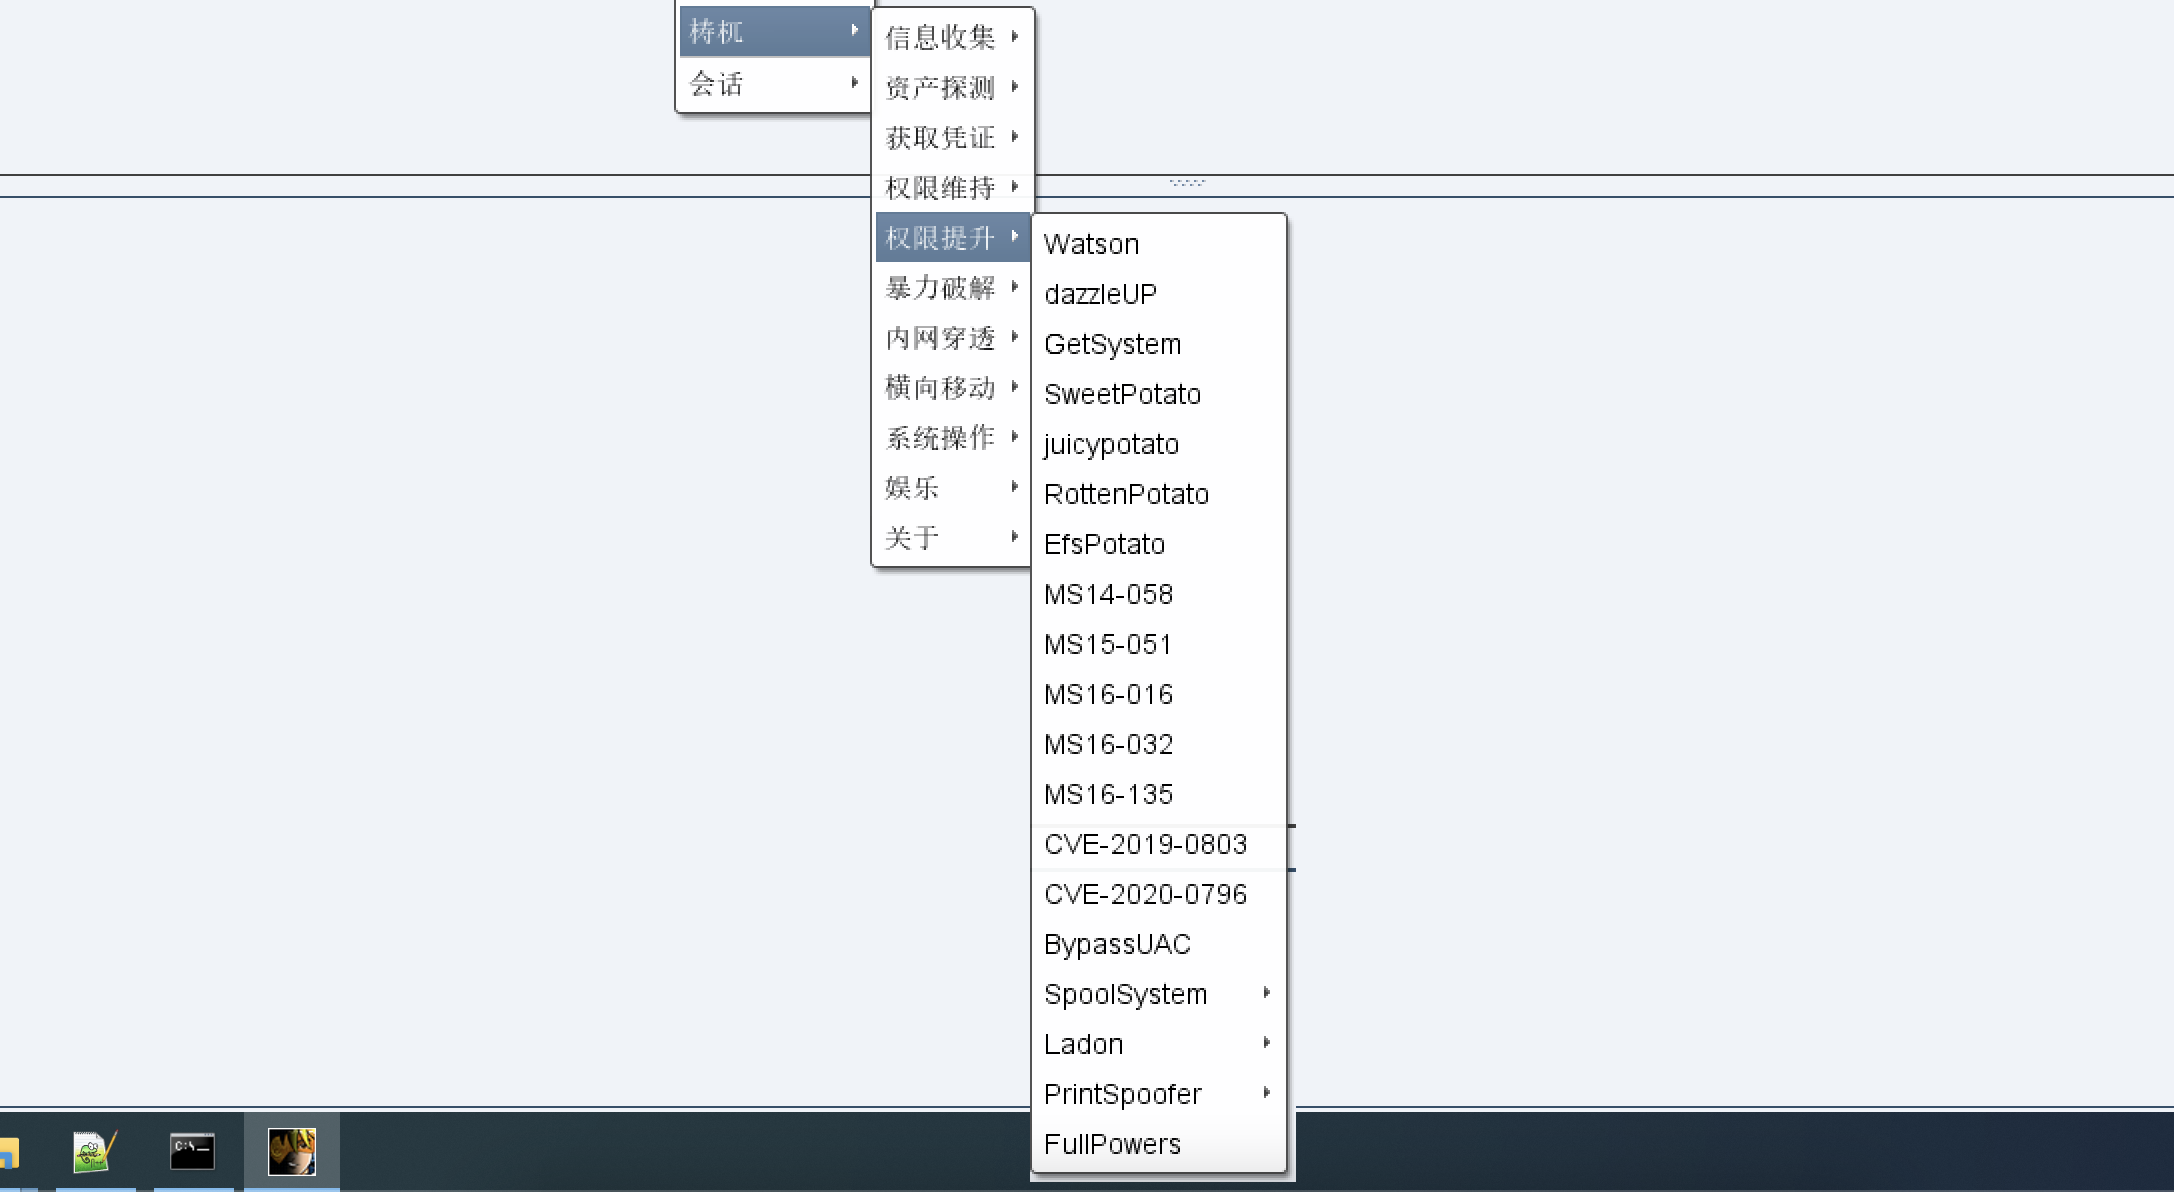 梼杌
会话
信息收集
资产探测
获取凭证
权限维持
权限提升
暴力破解
内网穿透
横向移动
系统操作
娱乐
关于
Watson
dazzleUP
GetSystem
SweetPotato
juicypotato
RottenPotato
EfsPotato
MS14-058
MS15-051
MS16-016
MS16-032
MS16-135
CVE-2019-0803
CVE-2020-0796
BypassUAC
SpoolSystem
Ladon
PrintSpoofer
FullPowers
C:\